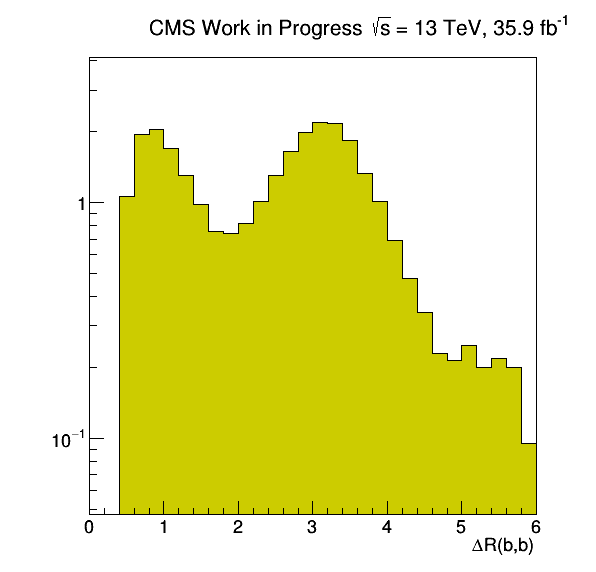 CMS Work in Progress √s = 13 TeV, 35.9 fb⁻¹
1
10⁻¹
0 1 2 3 4 5 6
ΔR(b,b)